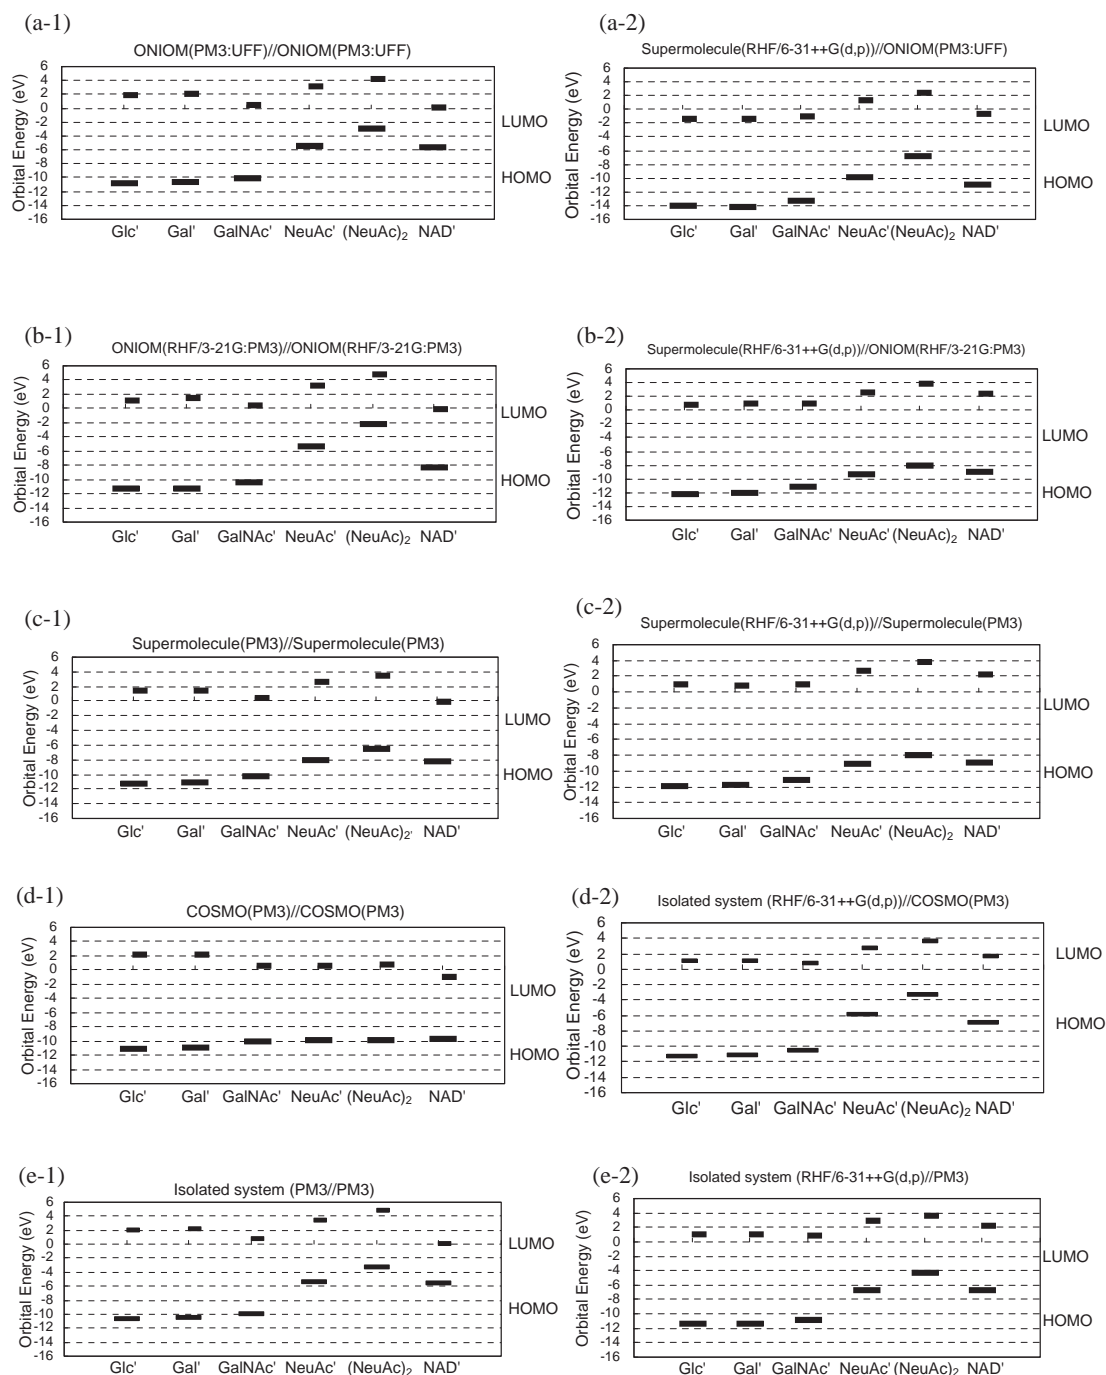 (a-1)
ONIOM(PM3:UFF)//ONIOM(PM3:UFF)
Orbital Energy (eV)
6
4
2
0
-2
-4
-6
-8
-10
-12
-14
-16
LUMO
HOMO
Glc' Gal' GalNAc' NeuAc' (NeuAc)2 NAD'
(a-2)
Supermolecule(RHF/6-31++G(d,p))//ONIOM(PM3:UFF)
Orbital Energy (eV)
6
4
2
0
-2
-4
-6
-8
-10
-12
-14
-16
LUMO
HOMO
Glc' Gal' GalNAc' NeuAc' (NeuAc)2 NAD'
(b-1)
ONIOM(RHF/3-21G:PM3)//ONIOM(RHF/3-21G:PM3)
Orbital Energy (eV)
6
4
2
0
-2
-4
-6
-8
-10
-12
-14
-16
LUMO
HOMO
Glc' Gal' GalNAc' NeuAc' (NeuAc)2 NAD'
(b-2)
Supermolecule(RHF/6-31++G(d,p))//ONIOM(RHF/3-21G:PM3)
Orbital Energy (eV)
6
4
2
0
-2
-4
-6
-8
-10
-12
-14
-16
LUMO
HOMO
Glc' Gal' GalNAc' NeuAc' (NeuAc)2 NAD'
(c-1)
Supermolecule(PM3)//Supermolecule(PM3)
Orbital Energy (eV)
6
4
2
0
-2
-4
-6
-8
-10
-12
-14
-16
LUMO
HOMO
Glc' Gal' GalNAc' NeuAc' (NeuAc)2' NAD'
(c-2)
Supermolecule(RHF/6-31++G(d,p))//Supermolecule(PM3)
Orbital Energy (eV)
6
4
2
0
-2
-4
-6
-8
-10
-12
-14
-16
LUMO
HOMO
Glc' Gal' GalNAc' NeuAc' (NeuAc)2 NAD'
(d-1)
COSMO(PM3)//COSMO(PM3)
Orbital Energy (eV)
6
4
2
0
-2
-4
-6
-8
-10
-12
-14
-16
LUMO
HOMO
Glc' Gal' GalNAc' NeuAc' (NeuAc)2 NAD'
(d-2)
Isolated system (RHF/6-31++G(d,p))//COSMO(PM3)
Orbital Energy (eV)
6
4
2
0
-2
-4
-6
-8
-10
-12
-14
-16
LUMO
HOMO
Glc' Gal' GalNAc' NeuAc' (NeuAc)2 NAD'
(e-1)
Isolated system (PM3//PM3)
Orbital Energy (eV)
6
4
2
0
-2
-4
-6
-8
-10
-12
-14
-16
LUMO
HOMO
Glc' Gal' GalNAc' NeuAc' (NeuAc)2 NAD'
(e-2)
Isolated system (RHF/6-31++G(d,p)//PM3)
Orbital Energy (eV)
6
4
2
0
-2
-4
-6
-8
-10
-12
-14
-16
LUMO
HOMO
Glc' Gal' GalNAc' NeuAc' (NeuAc)2 NAD'